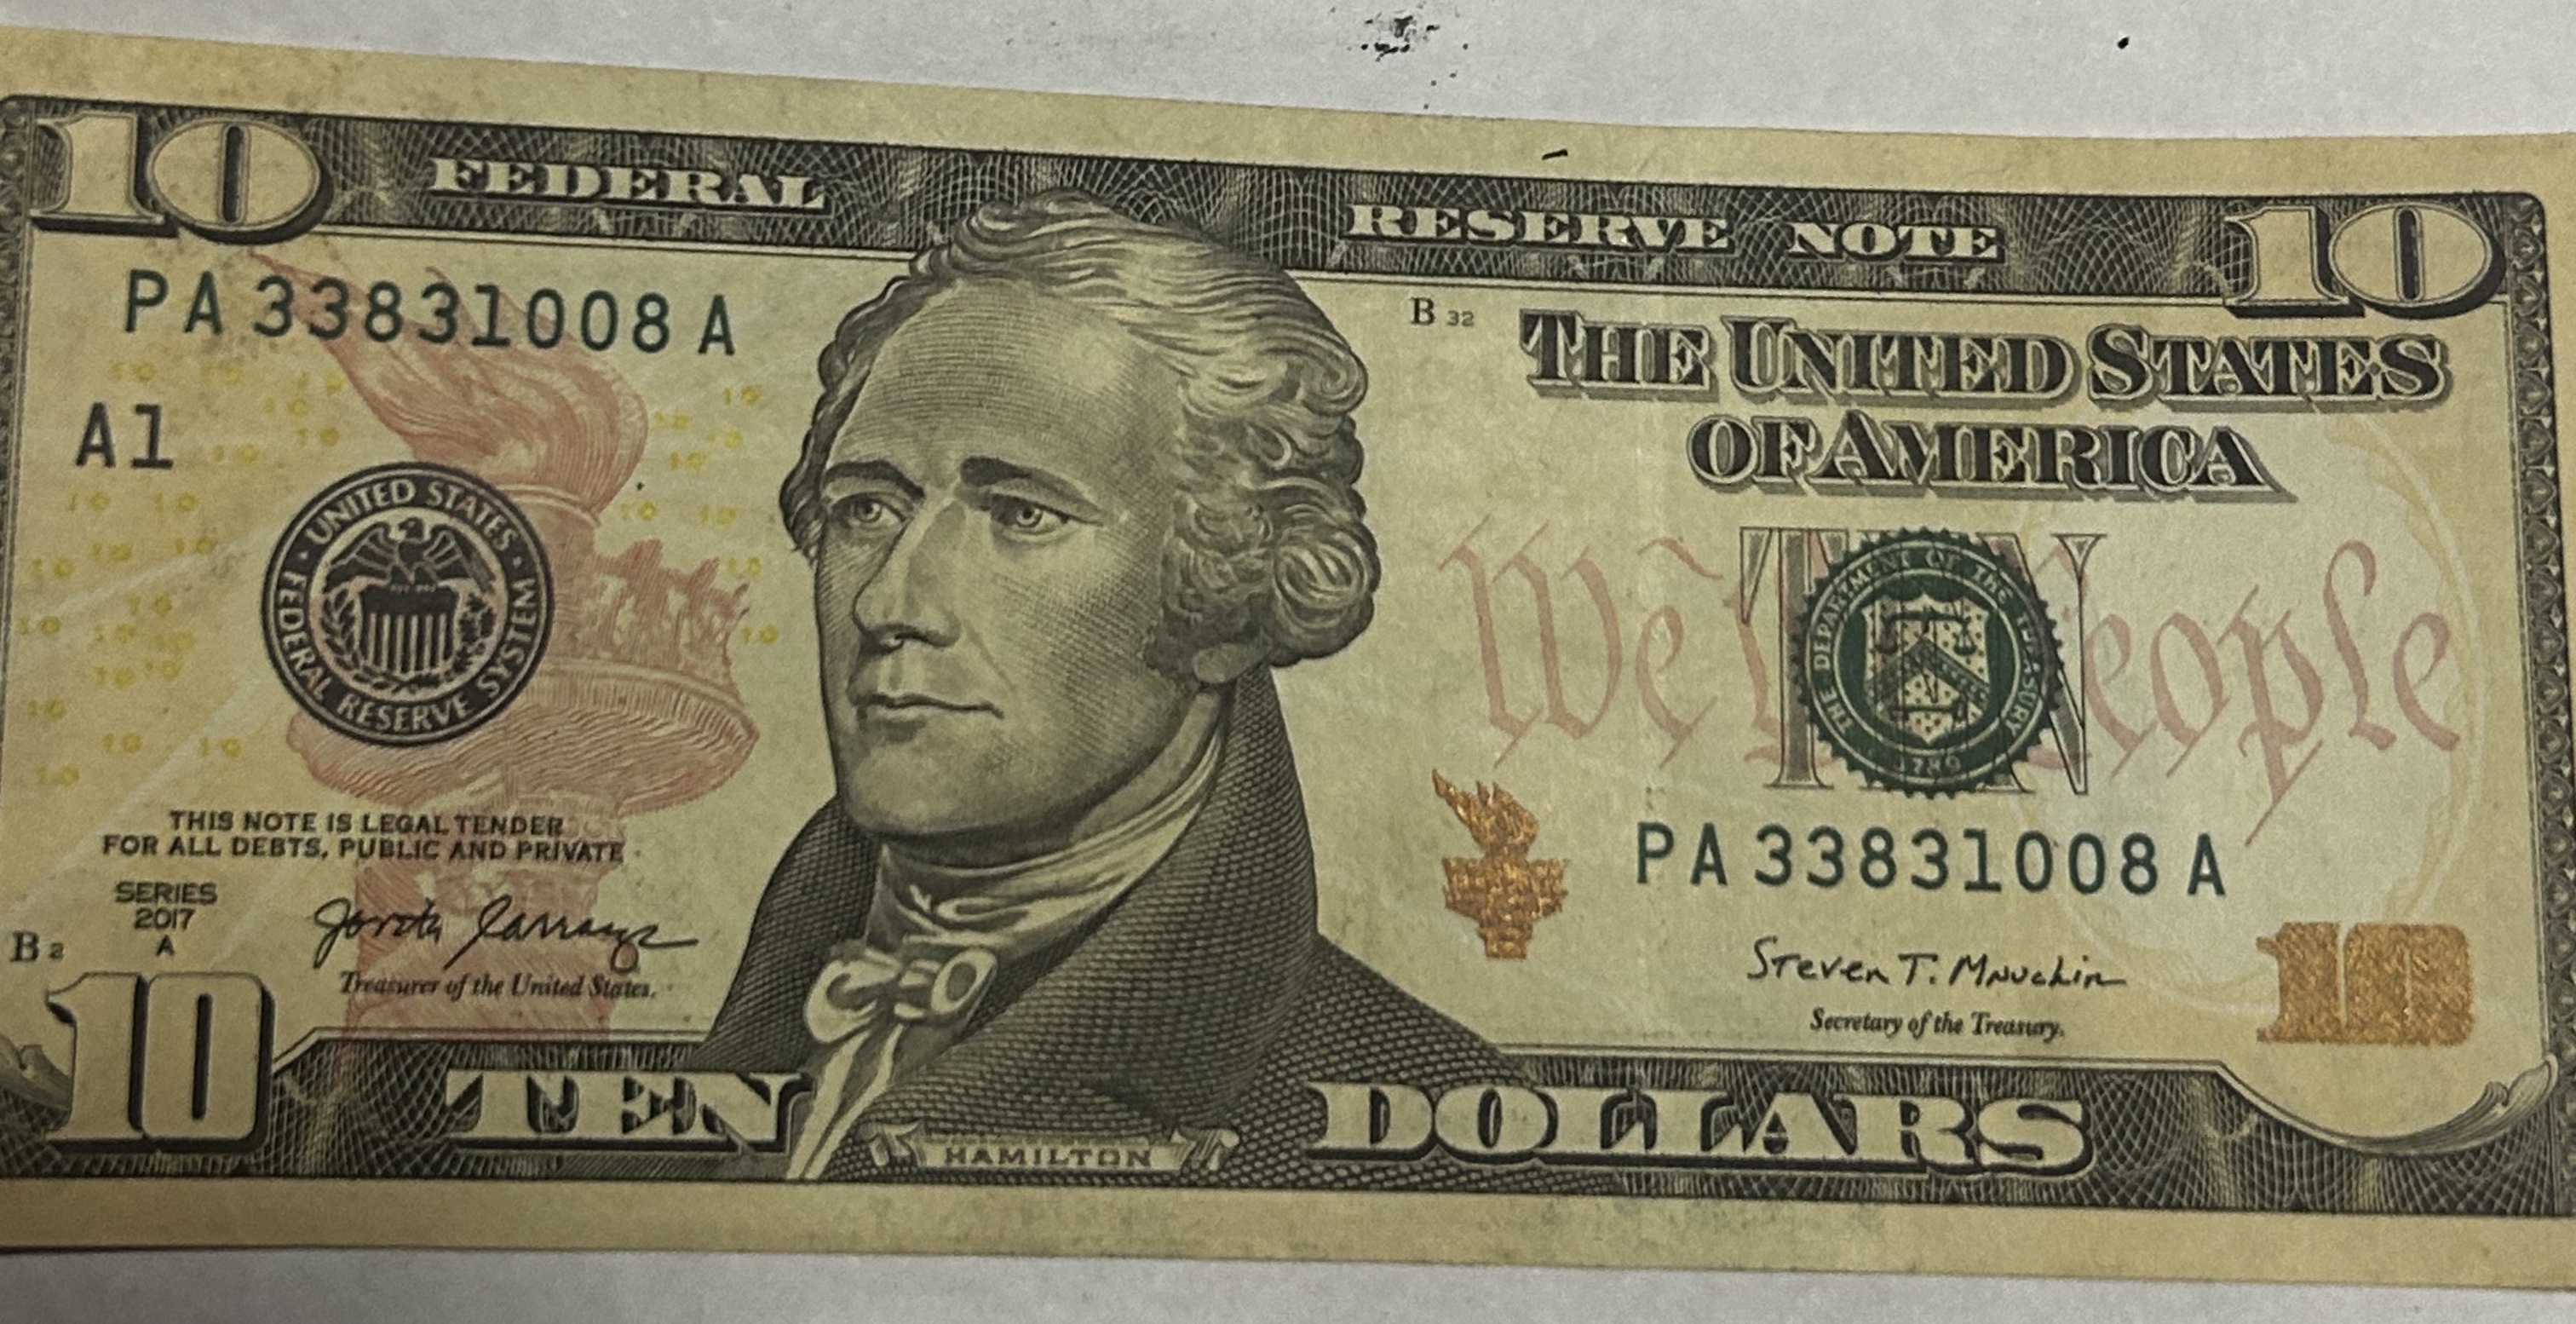 10 FEDERAL RESERVE NOTE 10
PA 33831008 A
B 32
THE UNITED STATES
OF AMERICA
A1
UNITED STATES FEDERAL RESERVE SYSTEM
We People
TEN
THE DEPARTMENT OF THE TREASURY
1789
THIS NOTE IS LEGAL TENDER
FOR ALL DEBTS, PUBLIC AND PRIVATE
PA 33831008 A
SERIES
2017
A
B 2
Jovita Carranza
Treasurer of the United States.
Steven T. Mnuchin
Secretary of the Treasury.
10
10 TEN DOLLARS
HAMILTON